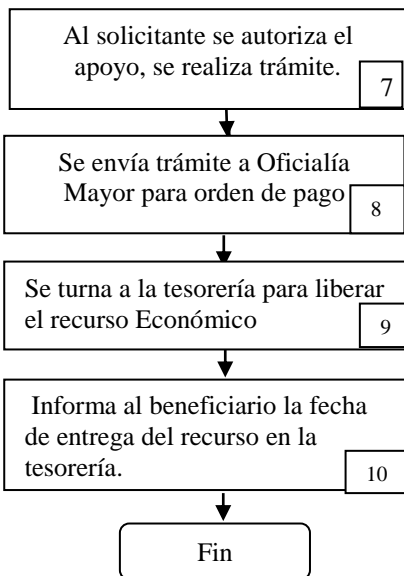 Al solicitante se autoriza el
apoyo, se realiza trámite.
7
Se envía trámite a Oficialía
Mayor para orden de pago
8
Se turna a la tesorería para liberar
el recurso Económico
9
Informa al beneficiario la fecha
de entrega del recurso en la
tesorería.
10
Fin